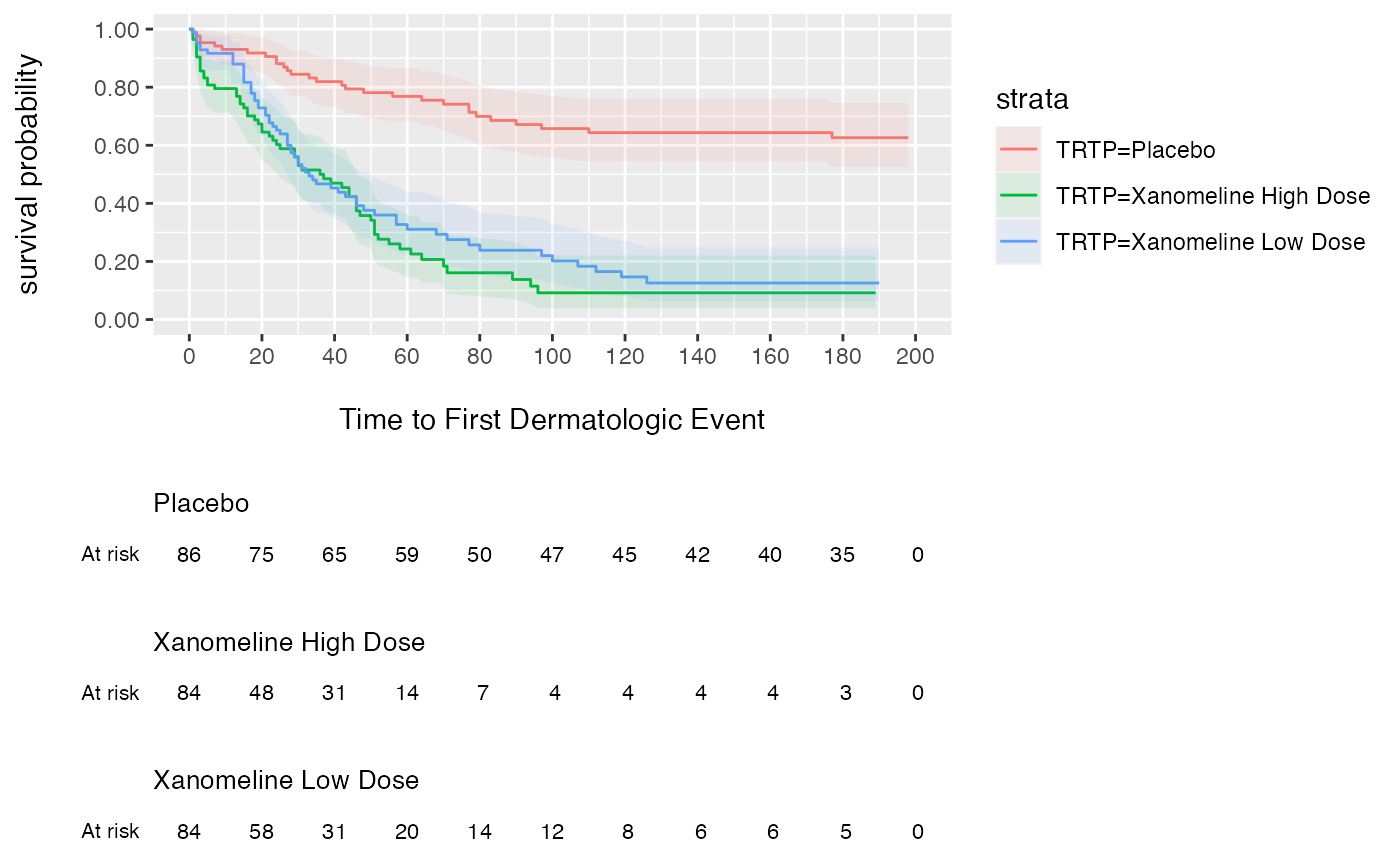 survival probability
1.00
0.80
0.60
0.40
0.20
0.00
0 20 40 60 80 100 120 140 160 180 200
Time to First Dermatologic Event
strata
TRTP=Placebo
TRTP=Xanomeline High Dose
TRTP=Xanomeline Low Dose
Placebo
At risk 86 75 65 59 50 47 45 42 40 35 0
Xanomeline High Dose
At risk 84 48 31 14 7 4 4 4 4 3 0
Xanomeline Low Dose
At risk 84 58 31 20 14 12 8 6 6 5 0